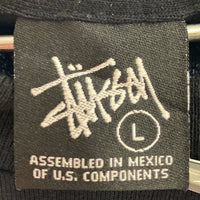 Stüssy
L
ASSEMBLED IN MEXICO
OF U.S. COMPONENTS